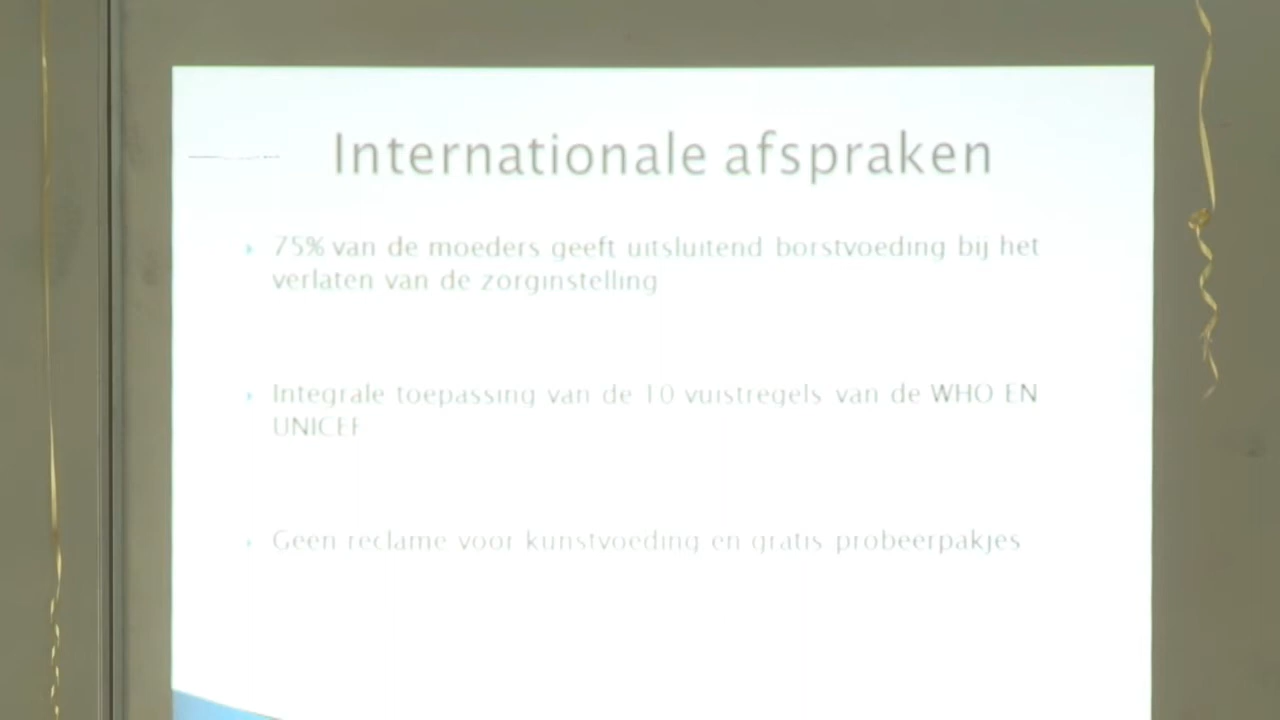 Internationale afspraken
75% van de moeders geeft uitsluitend borstvoeding bij het
verlaten van de zorginstelling
Integrale toepassing van de 10 vuistregels van de WHO EN
UNICEF
Geen reclame voor kunstvoeding en gratis probeerpakjes